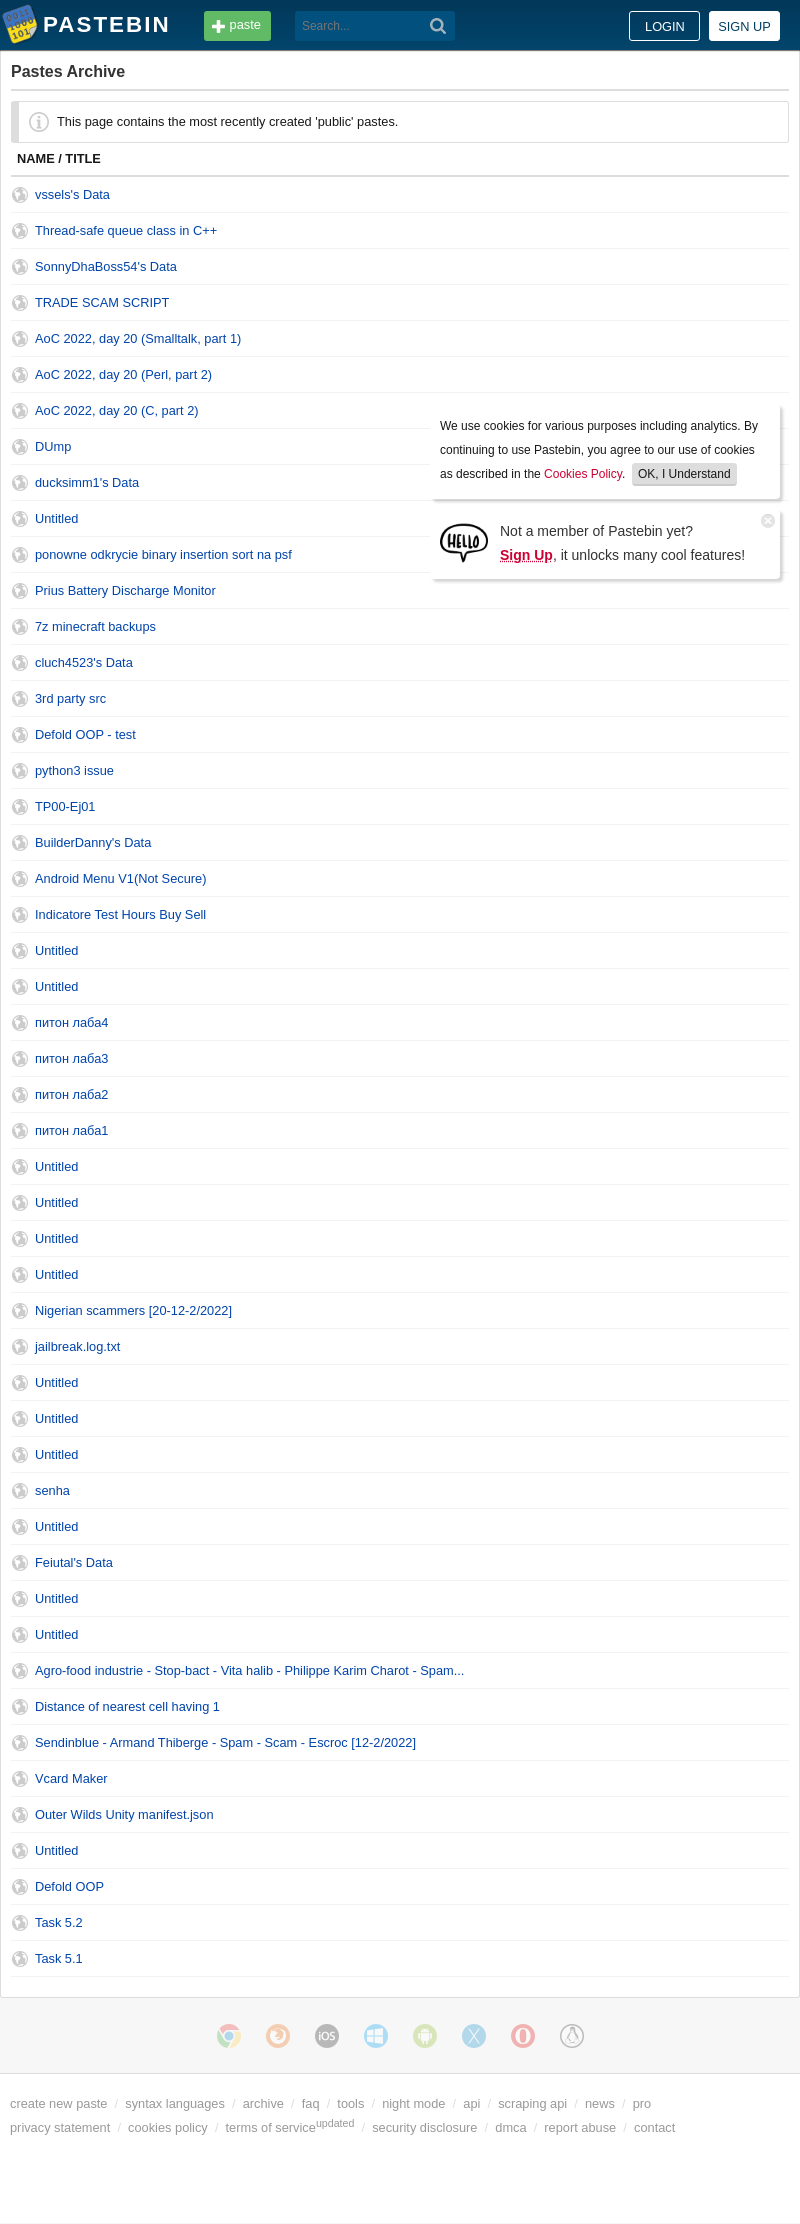 PASTEBIN
paste
Search...
LOGIN
SIGN UP
Pastes Archive
This page contains the most recently created 'public' pastes.
NAME / TITLE
vssels's Data
Thread-safe queue class in C++
SonnyDhaBoss54's Data
TRADE SCAM SCRIPT
AoC 2022, day 20 (Smalltalk, part 1)
AoC 2022, day 20 (Perl, part 2)
AoC 2022, day 20 (C, part 2)
DUmp
ducksimm1's Data
Untitled
ponowne odkrycie binary insertion sort na psf
We use cookies for various purposes including analytics. By
continuing to use Pastebin, you agree to our use of cookies
as described in the Cookies Policy. OK, I Understand
HELLO
Not a member of Pastebin yet?
Sign Up, it unlocks many cool features!
Prius Battery Discharge Monitor
7z minecraft backups
cluch4523's Data
3rd party src
Defold OOP - test
python3 issue
TP00-Ej01
BuilderDanny's Data
Android Menu V1(Not Secure)
Indicatore Test Hours Buy Sell
Untitled
Untitled
питон лаба4
питон лаба3
питон лаба2
питон лаба1
Untitled
Untitled
Untitled
Untitled
Nigerian scammers [20-12-2/2022]
jailbreak.log.txt
Untitled
Untitled
Untitled
senha
Untitled
Feiutal's Data
Untitled
Untitled
Agro-food industrie - Stop-bact - Vita halib - Philippe Karim Charot - Spam...
Distance of nearest cell having 1
Sendinblue - Armand Thiberge - Spam - Scam - Escroc [12-2/2022]
Vcard Maker
Outer Wilds Unity manifest.json
Untitled
Defold OOP
Task 5.2
Task 5.1
iOS
create new paste / syntax languages / archive / faq / tools / night mode / api / scraping api / news / pro
privacy statement / cookies policy / terms of service updated / security disclosure / dmca / report abuse / contact